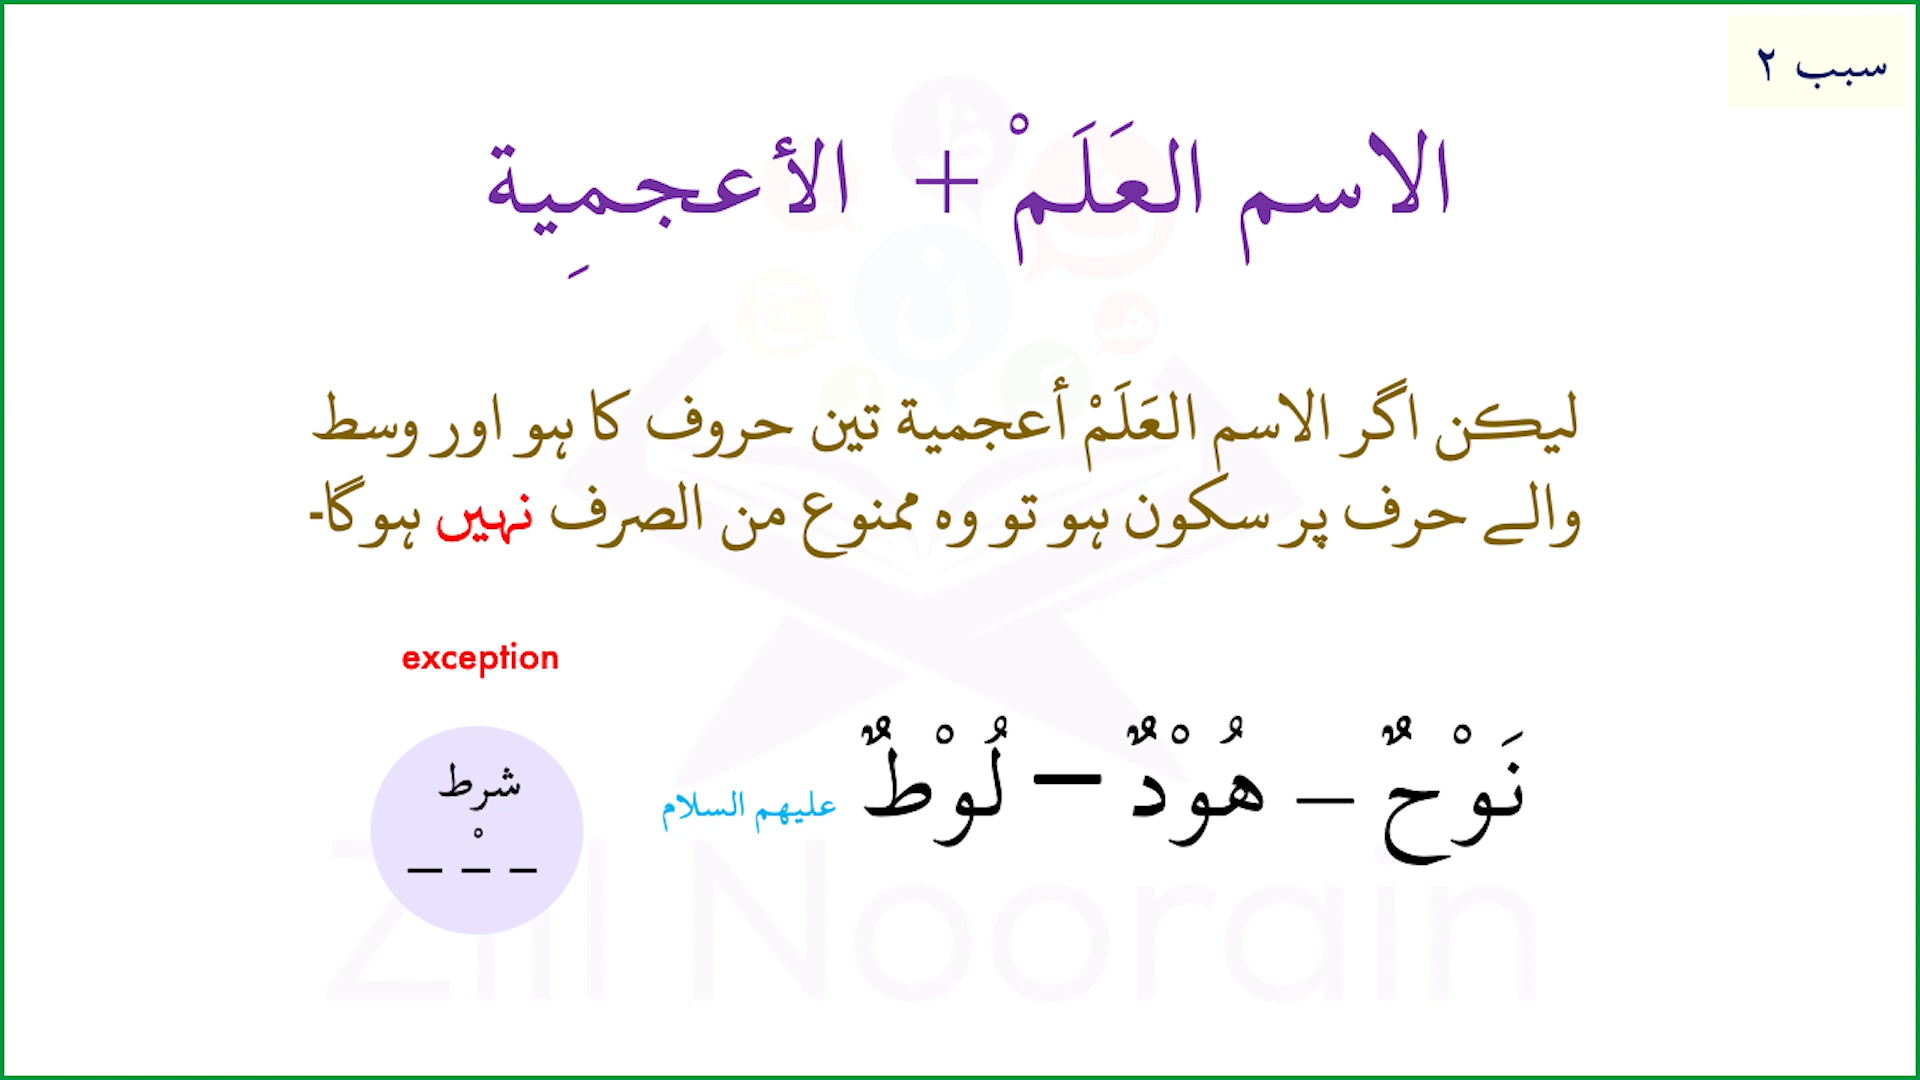 سبب ٢
الاسم العَلَمْ + الأعجمِية
لیکن اگر الاسم العَلَمْ أعجمية تین حروف کا ہو اور وسط
والے حرف پر سکون ہو تو وہ ممنوع من الصرف نہیں ہوگا-
exception
نَوْحٌ – هُوْدٌ – لُوْطٌ عليهم السلام
شرط
_ _ْ _
Zill Noorain